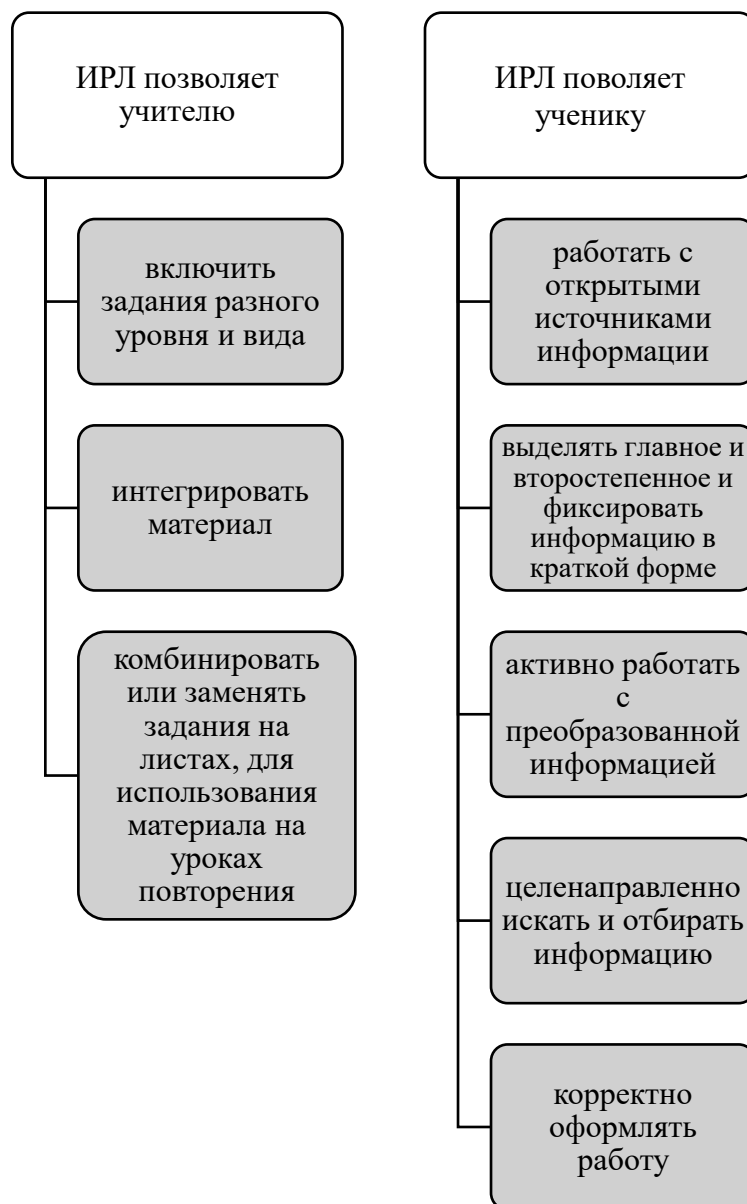 ИРЛ позволяет
учителю
включить
задания разного
уровня и вида
интегрировать
материал
комбинировать
или заменять
задания на
листах, для
использования
материала на
уроках
повторения
ИРЛ поволяет
ученику
работать с
открытыми
источниками
информации
выделять главное и
второстепенное и
фиксировать
информацию в
краткой форме
активно работать
с
преобразованной
информацией
целенаправленно
искать и отбирать
информацию
корректно
оформлять
работу